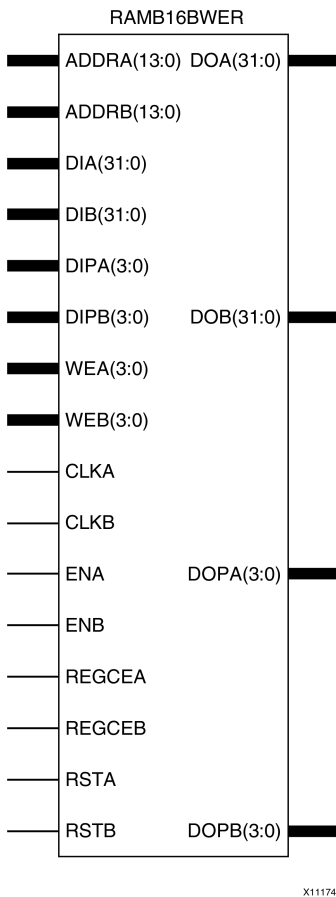 RAMB16BWER
ADDRA(13:0) DOA(31:0)
ADDRB(13:0)
DIA(31:0)
DIB(31:0)
DIPA(3:0)
DIPB(3:0) DOB(31:0)
WEA(3:0)
WEB(3:0)
CLKA
CLKB
ENA DOPA(3:0)
ENB
REGCEA
REGCEB
RSTA
RSTB DOPB(3:0)
X11174